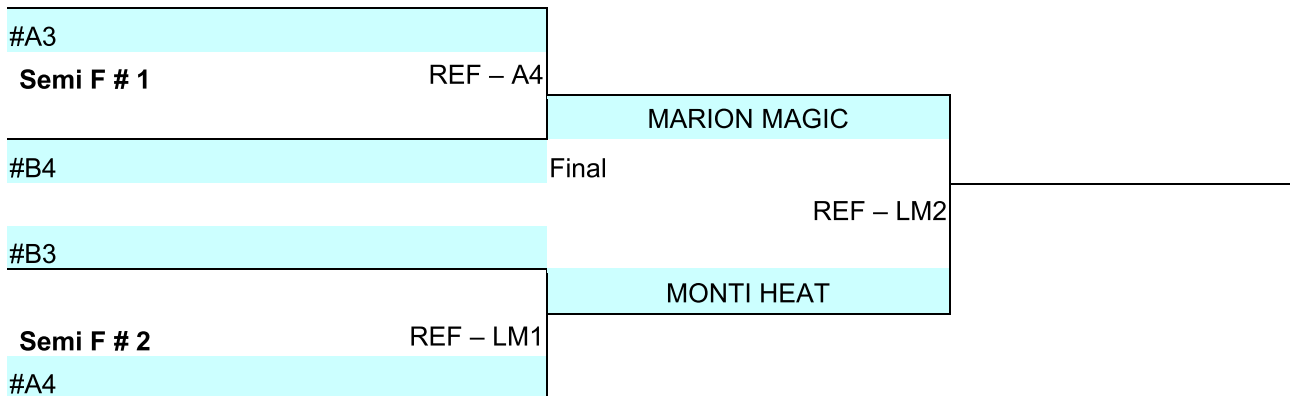 #A3
Semi F # 1
REF – A4
MARION MAGIC
#B4
Final
REF – LM2
#B3
MONTI HEAT
Semi F # 2
REF – LM1
#A4